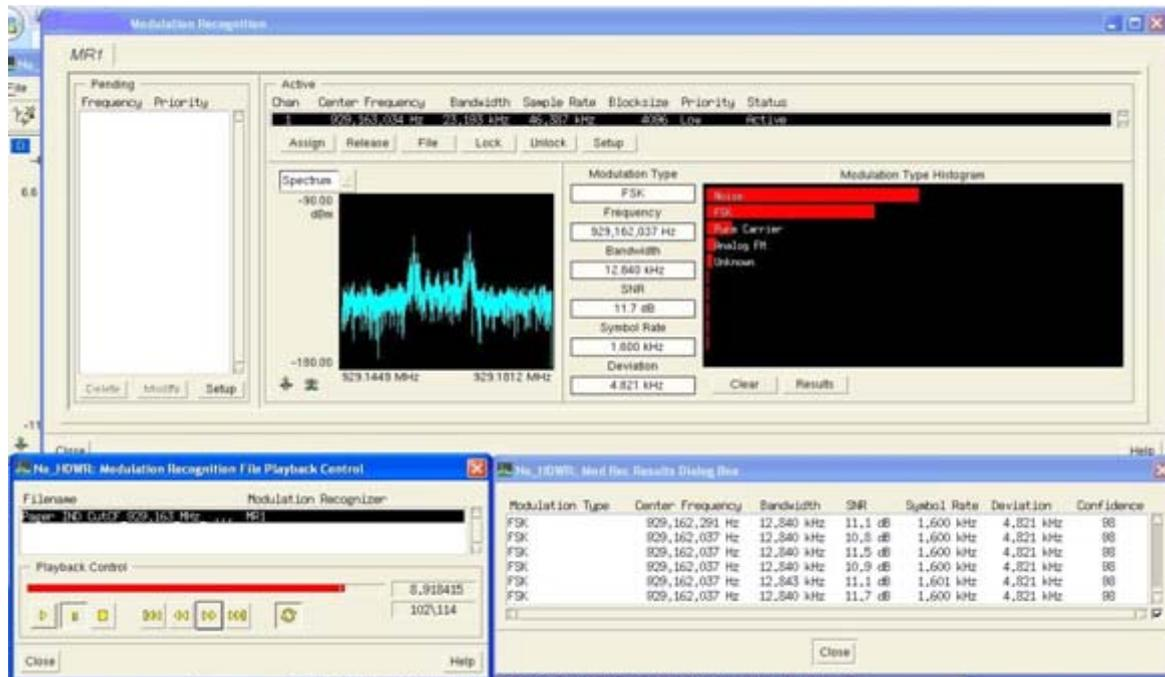 Modulation Recognition
MR1
Pending
Frequency Priority
Delete Modify Setup
Active
Chan Center Frequency Bandwidth Sample Rate Blocksize Priority Status
1 929,163,034 Hz 23,193 kHz 46,387 kHz 4096 Low Active
Assign Release File Lock Unlock Setup
Spectrum
-90.00
dBm
-180.00
929.1449 MHz 929.1812 MHz
Modulation Type
FSK
Frequency
929,162,037 Hz
Bandwidth
12.840 kHz
SNR
11.7 dB
Symbol Rate
1.600 kHz
Deviation
4.821 kHz
Modulation Type Histogram
Noise
FSK
Pure Carrier
Analog FM
Unknown
Clear Results
6.6
-11
Close Help
No_HDWR: Modulation Recognition File Playback Control
Filename Modulation Recognizer
929,163 MHz ... MR1
Playback Control
8.918415
102\114
Close Help
No_HDWR: Mod Rec Results Dialog Box
Modulation Type Center Frequency Bandwidth SNR Symbol Rate Deviation Confidence
FSK 929,162,291 Hz 12,840 kHz 11.1 dB 1,600 kHz 4,821 kHz 98
FSK 929,162,037 Hz 12,840 kHz 10.8 dB 1,600 kHz 4,821 kHz 98
FSK 929,162,037 Hz 12,840 kHz 11.5 dB 1,600 kHz 4,821 kHz 98
FSK 929,162,037 Hz 12,840 kHz 10.9 dB 1,600 kHz 4,821 kHz 98
FSK 929,162,037 Hz 12,843 kHz 11.1 dB 1,601 kHz 4,821 kHz 98
FSK 929,162,037 Hz 12,840 kHz 11.7 dB 1,600 kHz 4,821 kHz 98
Close